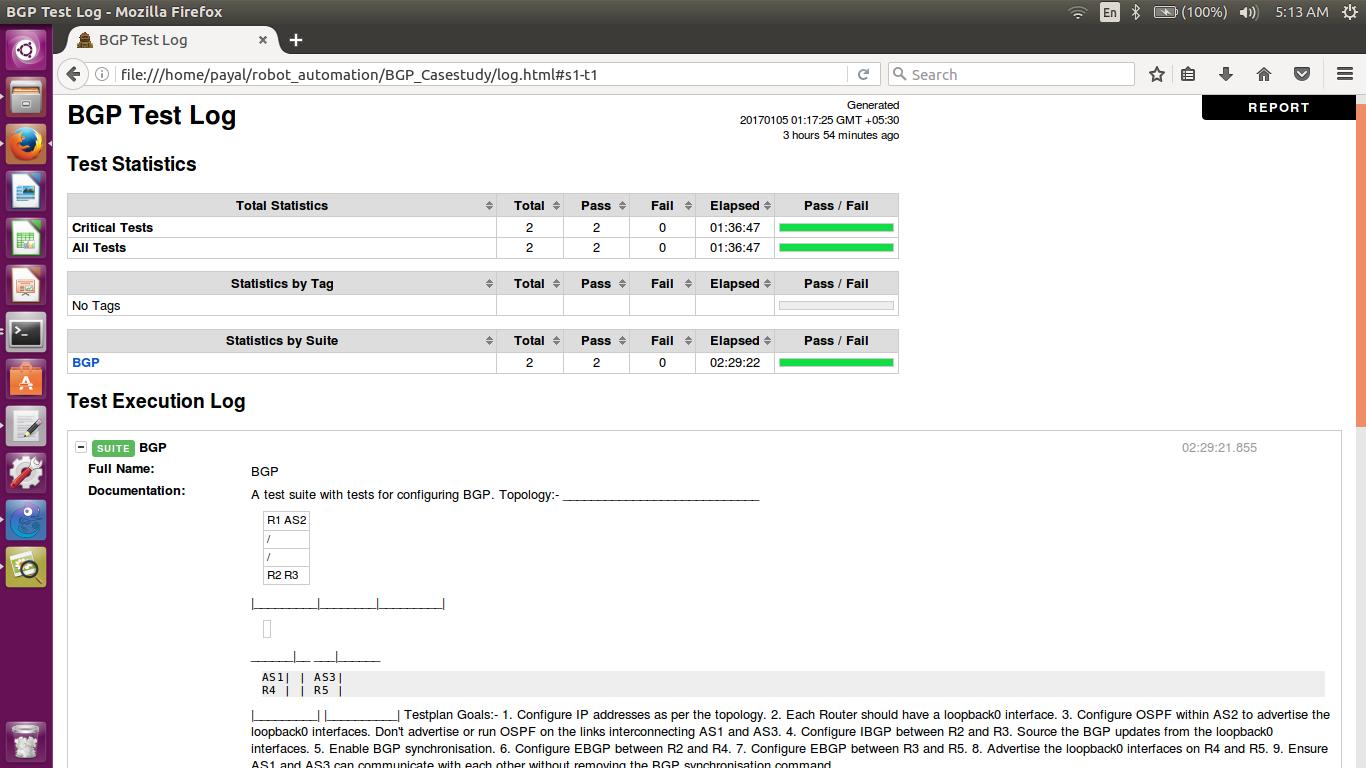 BGP Test Log - Mozilla Firefox
En (100%) 5:13 AM
BGP Test Log × +
file:///home/payal/robot_automation/BGP_Casestudy/log.html#s1-t1
Search
REPORT
BGP Test Log
Generated
20170105 01:17:25 GMT +05:30
3 hours 54 minutes ago
Test Statistics
Total Statistics Total Pass Fail Elapsed Pass / Fail
Critical Tests 2 2 0 01:36:47
All Tests 2 2 0 01:36:47
Statistics by Tag Total Pass Fail Elapsed Pass / Fail
No Tags
Statistics by Suite Total Pass Fail Elapsed Pass / Fail
BGP 2 2 0 02:29:22
Test Execution Log
- SUITE BGP 02:29:21.855
Full Name: BGP
Documentation: A test suite with tests for configuring BGP. Topology:- ____________________________
R1 AS2
/
/
R2 R3
|_________|________|_________|
______|__ ___|______
AS1| | AS3|
R4 | | R5 |
|_________| |__________| Testplan Goals:- 1. Configure IP addresses as per the topology. 2. Each Router should have a loopback0 interface. 3. Configure OSPF within AS2 to advertise the
loopback0 interfaces. Don't advertise or run OSPF on the links interconnecting AS1 and AS3. 4. Configure IBGP between R2 and R3. Source the BGP updates from the loopback0
interfaces. 5. Enable BGP synchronisation. 6. Configure EBGP between R2 and R4. 7. Configure EBGP between R3 and R5. 8. Advertise the loopback0 interfaces on R4 and R5. 9. Ensure
AS1 and AS3 can communicate with each other without removing the BGP synchronisation command.